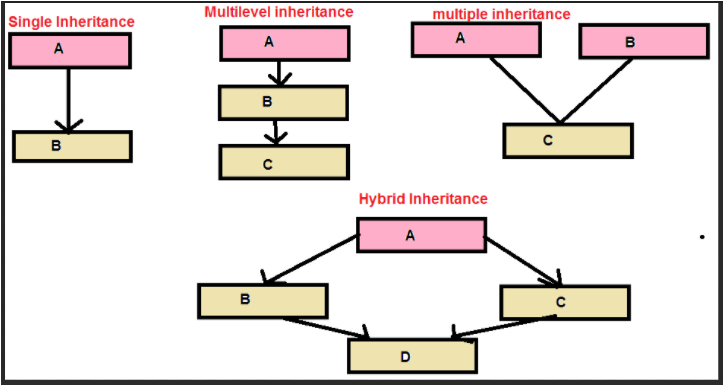 Single Inheritance
A
B
Multilevel inheritance
A
B
C
multiple inheritance
A
B
C
Hybrid Inheritance
A
B
C
D